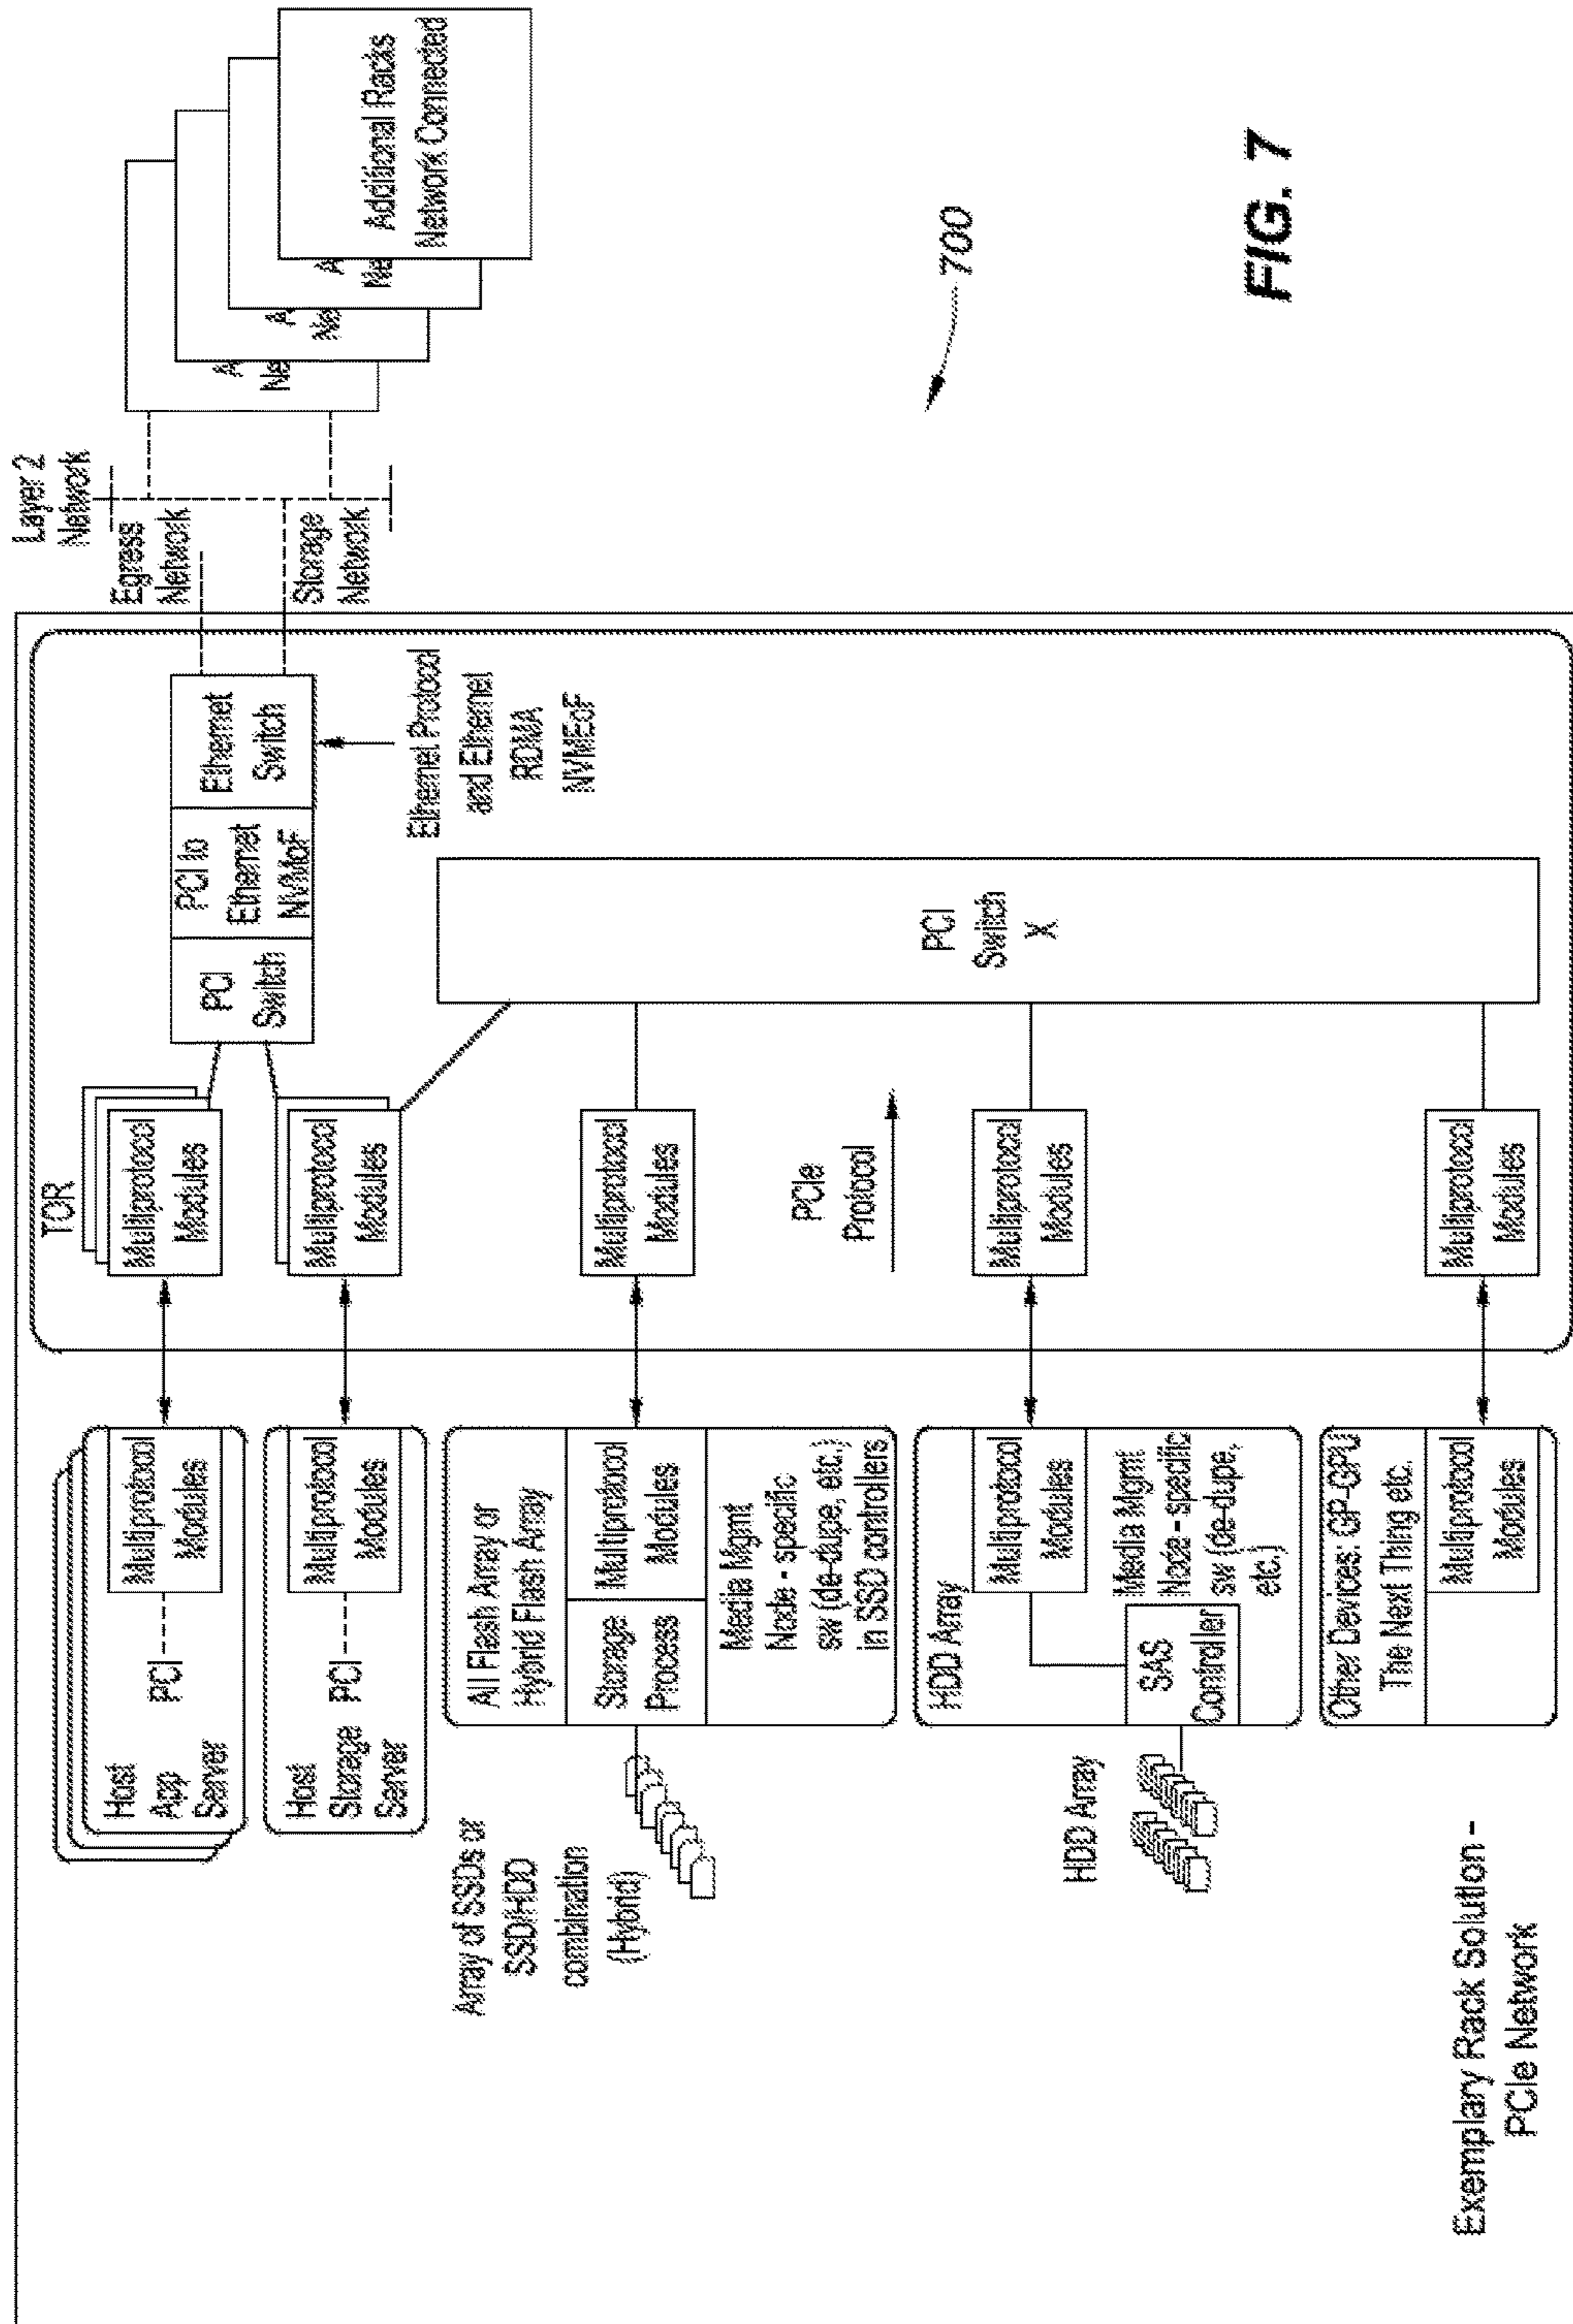 Layer 2
Network
Egress
Network
Storage
Network
Additional Racks
Network Connected
A
Ne
A
Ne
A
Ne
TOR
Multiprotocol
Modules
Multiprotocol
Modules
Multiprotocol
Modules
PCIe
Protocol
Multiprotocol
Modules
Multiprotocol
Modules
PCI
Switch
PCI to
Ethernet
NVMoF
Ethernet
Switch
Ethernet Protocol
and Ethernet
RDMA
NVMEoF
PCI
Switch
X
Host
App
Server
PCI
Multiprotocol
Modules
Host
Storage
Server
PCI
Multiprotocol
Modules
Array of SSDs or
SSD/HDD
combination
(Hybrid)
All Flash Array or
Hybrid Flash Array
Storage
Process
Multiprotocol
Modules
Media Mgmt
Node - specific
sw (de-dupe, etc.)
in SSD controllers
HDD Array
HDD Array
Multiprotocol
Modules
SAS
Controller
Media Mgmt
Node - specific
sw (de-dupe,
etc.)
Other Devices: GP-GPU
The Next Thing etc.
Multiprotocol
Modules
Exemplary Rack Solution -
PCIe Network
700
FIG. 7